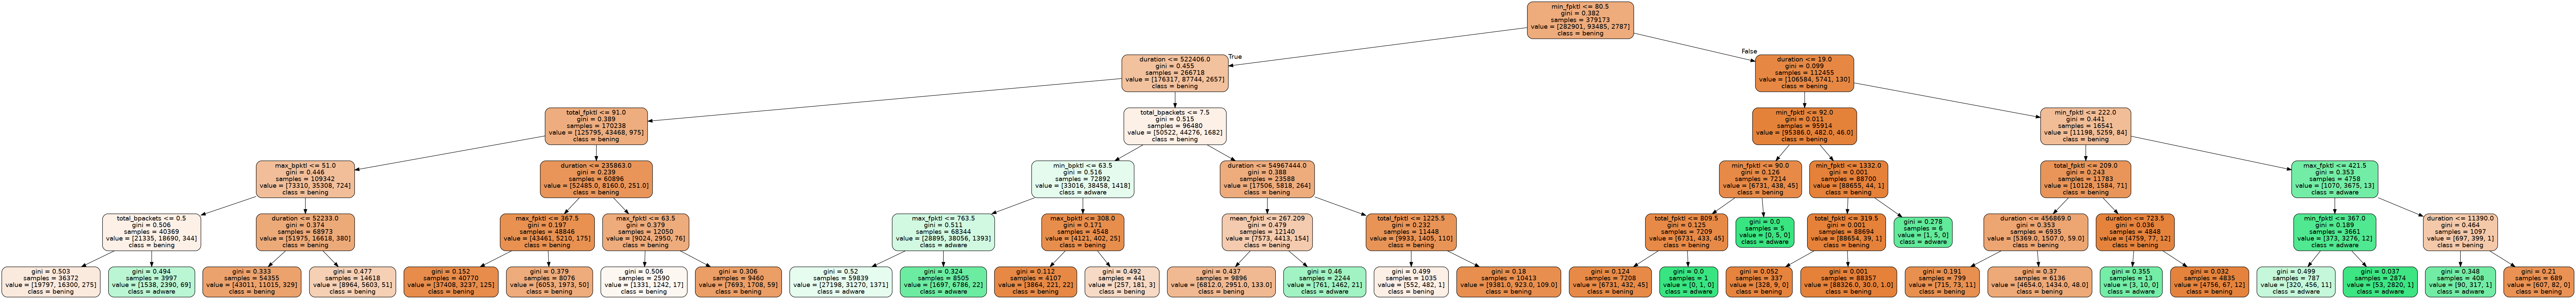 min_fpktl <= 80.5
gini = 0.382
samples = 379173
value = [282901, 93485, 2787]
class = bening
True
False
duration <= 522406.0
gini = 0.455
samples = 266718
value = [176317, 87744, 2657]
class = bening
duration <= 19.0
gini = 0.099
samples = 112455
value = [106584, 5741, 130]
class = bening
total_fpktl <= 91.0
gini = 0.389
samples = 170238
value = [125795, 43468, 975]
class = bening
total_bpackets <= 7.5
gini = 0.515
samples = 96480
value = [50522, 44276, 1682]
class = bening
min_fpktl <= 92.0
gini = 0.011
samples = 95914
value = [95386.0, 482.0, 46.0]
class = bening
min_fpktl <= 222.0
gini = 0.441
samples = 16541
value = [11198, 5259, 84]
class = bening
max_bpktl <= 51.0
gini = 0.446
samples = 109342
value = [73310, 35308, 724]
class = bening
duration <= 235863.0
gini = 0.239
samples = 60896
value = [52485.0, 8160.0, 251.0]
class = bening
min_bpktl <= 63.5
gini = 0.516
samples = 72892
value = [33016, 38458, 1418]
class = adware
duration <= 54967444.0
gini = 0.388
samples = 23588
value = [17506, 5818, 264]
class = bening
min_fpktl <= 90.0
gini = 0.126
samples = 7214
value = [6731, 438, 45]
class = bening
min_fpktl <= 1332.0
gini = 0.001
samples = 88700
value = [88655, 44, 1]
class = bening
total_fpktl <= 209.0
gini = 0.243
samples = 11783
value = [10128, 1584, 71]
class = bening
max_fpktl <= 421.5
gini = 0.353
samples = 4758
value = [1070, 3675, 13]
class = adware
total_bpackets <= 0.5
gini = 0.506
samples = 40369
value = [21335, 18690, 344]
class = bening
duration <= 52233.0
gini = 0.374
samples = 68973
value = [51975, 16618, 380]
class = bening
max_fpktl <= 367.5
gini = 0.197
samples = 48846
value = [43461, 5210, 175]
class = bening
max_fpktl <= 63.5
gini = 0.379
samples = 12050
value = [9024, 2950, 76]
class = bening
max_fpktl <= 763.5
gini = 0.511
samples = 68344
value = [28895, 38056, 1393]
class = adware
max_bpktl <= 308.0
gini = 0.171
samples = 4548
value = [4121, 402, 25]
class = bening
mean_fpktl <= 267.209
gini = 0.479
samples = 12140
value = [7573, 4413, 154]
class = bening
total_fpktl <= 1225.5
gini = 0.232
samples = 11448
value = [9933, 1405, 110]
class = bening
total_fpktl <= 809.5
gini = 0.125
samples = 7209
value = [6731, 433, 45]
class = bening
gini = 0.0
samples = 5
value = [0, 5, 0]
class = adware
total_fpktl <= 319.5
gini = 0.001
samples = 88694
value = [88654, 39, 1]
class = bening
gini = 0.278
samples = 6
value = [1, 5, 0]
class = adware
duration <= 456869.0
gini = 0.353
samples = 6935
value = [5369.0, 1507.0, 59.0]
class = bening
duration <= 723.5
gini = 0.036
samples = 4848
value = [4759, 77, 12]
class = bening
min_fpktl <= 367.0
gini = 0.189
samples = 3661
value = [373, 3276, 12]
class = adware
duration <= 11390.0
gini = 0.464
samples = 1097
value = [697, 399, 1]
class = bening
gini = 0.503
samples = 36372
value = [19797, 16300, 275]
class = bening
gini = 0.494
samples = 3997
value = [1538, 2390, 69]
class = adware
gini = 0.333
samples = 54355
value = [43011, 11015, 329]
class = bening
gini = 0.477
samples = 14618
value = [8964, 5603, 51]
class = bening
gini = 0.152
samples = 40770
value = [37408, 3237, 125]
class = bening
gini = 0.379
samples = 8076
value = [6053, 1973, 50]
class = bening
gini = 0.506
samples = 2590
value = [1331, 1242, 17]
class = bening
gini = 0.306
samples = 9460
value = [7693, 1708, 59]
class = bening
gini = 0.52
samples = 59839
value = [27198, 31270, 1371]
class = adware
gini = 0.324
samples = 8505
value = [1697, 6786, 22]
class = adware
gini = 0.112
samples = 4107
value = [3864, 221, 22]
class = bening
gini = 0.492
samples = 441
value = [257, 181, 3]
class = bening
gini = 0.437
samples = 9896
value = [6812.0, 2951.0, 133.0]
class = bening
gini = 0.46
samples = 2244
value = [761, 1462, 21]
class = adware
gini = 0.499
samples = 1035
value = [552, 482, 1]
class = bening
gini = 0.18
samples = 10413
value = [9381.0, 923.0, 109.0]
class = bening
gini = 0.124
samples = 7208
value = [6731, 432, 45]
class = bening
gini = 0.0
samples = 1
value = [0, 1, 0]
class = adware
gini = 0.052
samples = 337
value = [328, 9, 0]
class = bening
gini = 0.001
samples = 88357
value = [88326.0, 30.0, 1.0]
class = bening
gini = 0.191
samples = 799
value = [715, 73, 11]
class = bening
gini = 0.37
samples = 6136
value = [4654.0, 1434.0, 48.0]
class = bening
gini = 0.355
samples = 13
value = [3, 10, 0]
class = adware
gini = 0.032
samples = 4835
value = [4756, 67, 12]
class = bening
gini = 0.499
samples = 787
value = [320, 456, 11]
class = adware
gini = 0.037
samples = 2874
value = [53, 2820, 1]
class = adware
gini = 0.348
samples = 408
value = [90, 317, 1]
class = adware
gini = 0.21
samples = 689
value = [607, 82, 0]
class = bening